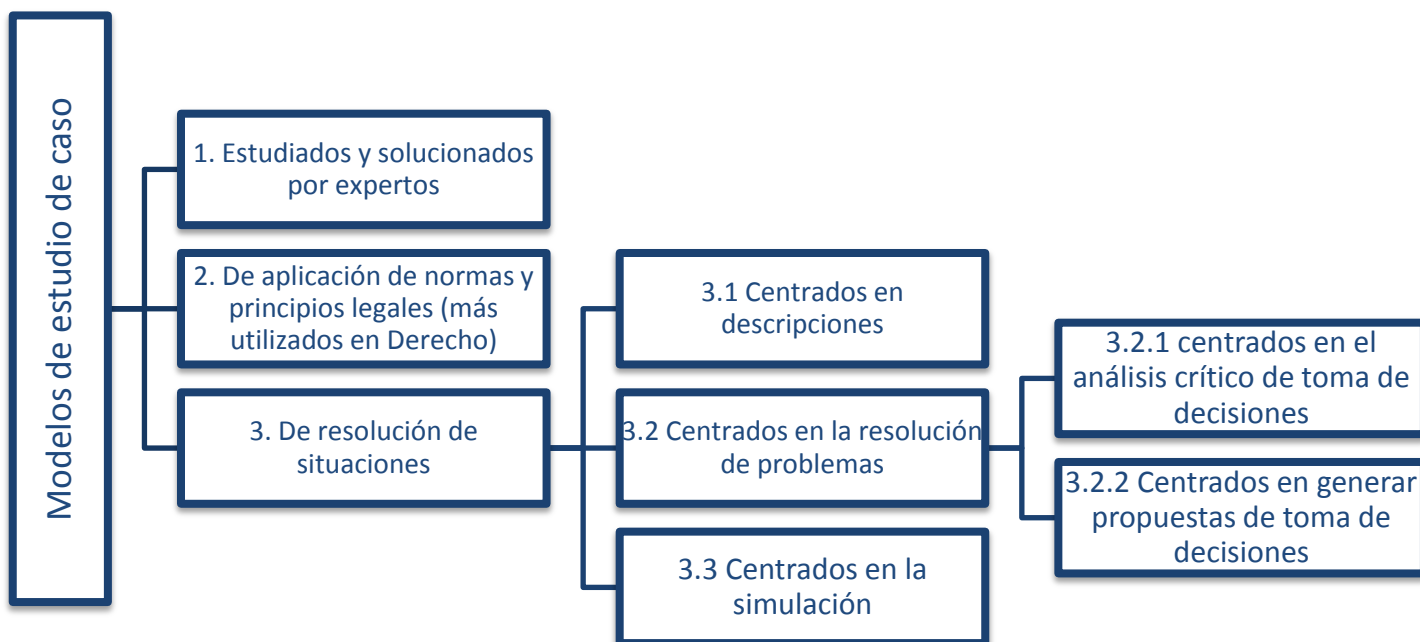 Modelos de estudio de caso
1. Estudiados y solucionados
por expertos
2. De aplicación de normas y
principios legales (más
utilizados en Derecho)
3. De resolución de
situaciones
3.1 Centrados en
descripciones
3.2 Centrados en la resolución
de problemas
3.3 Centrados en la
simulación
3.2.1 centrados en el
análisis crítico de toma de
decisiones
3.2.2 Centrados en generar
propuestas de toma de
decisiones